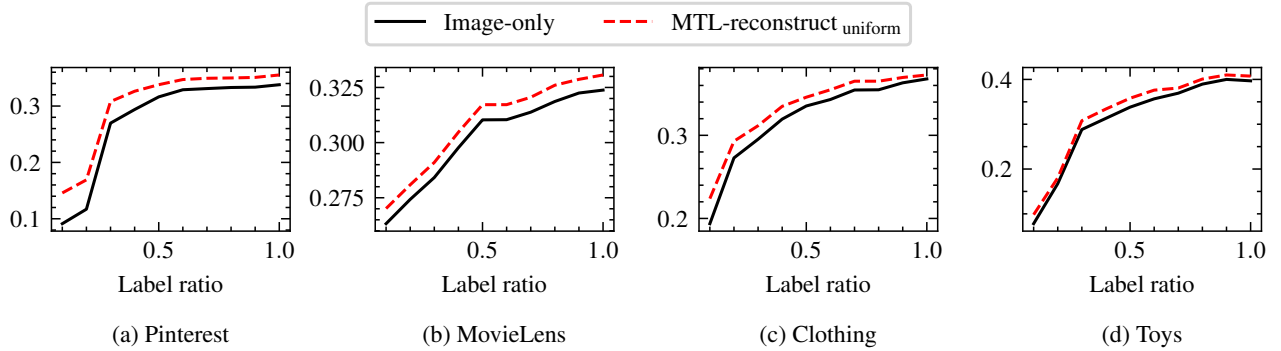 Image-only MTL-reconstruct uniform
0.3
0.2
0.1
0.5 1.0
Label ratio
(a) Pinterest
0.325
0.300
0.275
0.5 1.0
Label ratio
(b) MovieLens
0.3
0.2
0.5 1.0
Label ratio
(c) Clothing
0.4
0.2
0.5 1.0
Label ratio
(d) Toys